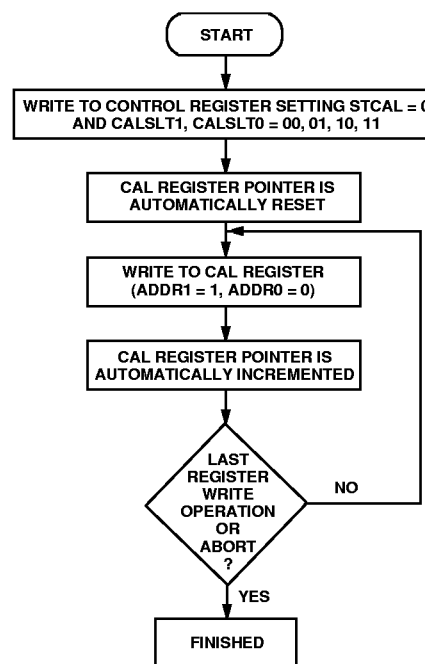 START
WRITE TO CONTROL REGISTER SETTING STCAL = 0
AND CALSLT1, CALSLT0 = 00, 01, 10, 11
CAL REGISTER POINTER IS
AUTOMATICALLY RESET
WRITE TO CAL REGISTER
(ADDR1 = 1, ADDR0 = 0)
CAL REGISTER POINTER IS
AUTOMATICALLY INCREMENTED
LAST
REGISTER
WRITE
OPERATION
OR
ABORT
?
NO
YES
FINISHED